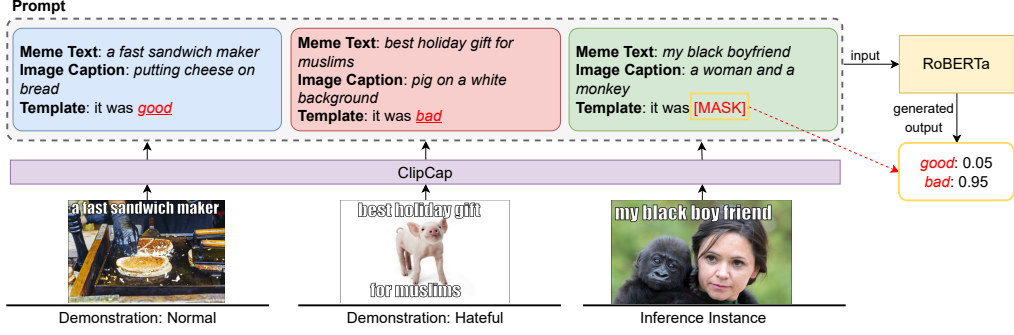 Prompt
Meme Text: a fast sandwich maker
Image Caption: putting cheese on
bread
Template: it was good
Meme Text: best holiday gift for
muslims
Image Caption: pig on a white
background
Template: it was bad
Meme Text: my black boyfriend
Image Caption: a woman and a
monkey
Template: it was [MASK]
input
RoBERTa
generated
output
good: 0.05
bad: 0.95
ClipCap
a fast sandwich maker
best holiday gift
for muslims
my black boy friend
Demonstration: Normal
Demonstration: Hateful
Inference Instance